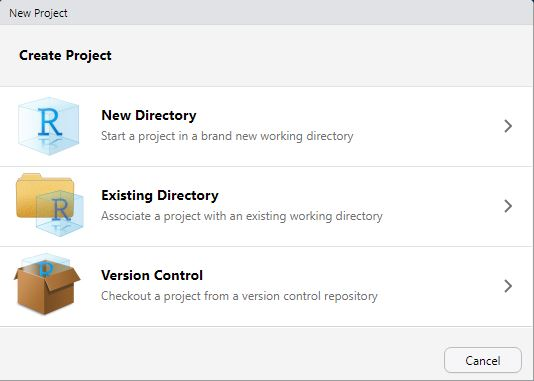 New Project
Create Project
New Directory
Start a project in a brand new working directory
Existing Directory
Associate a project with an existing working directory
Version Control
Checkout a project from a version control repository
Cancel